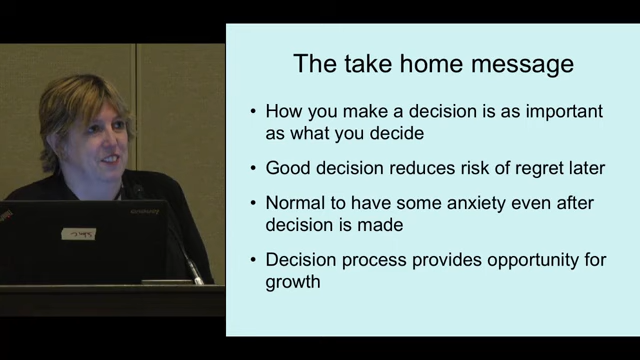 The take home message
• How you make a decision is as important
as what you decide
• Good decision reduces risk of regret later
• Normal to have some anxiety even after
decision is made
• Decision process provides opportunity for
growth